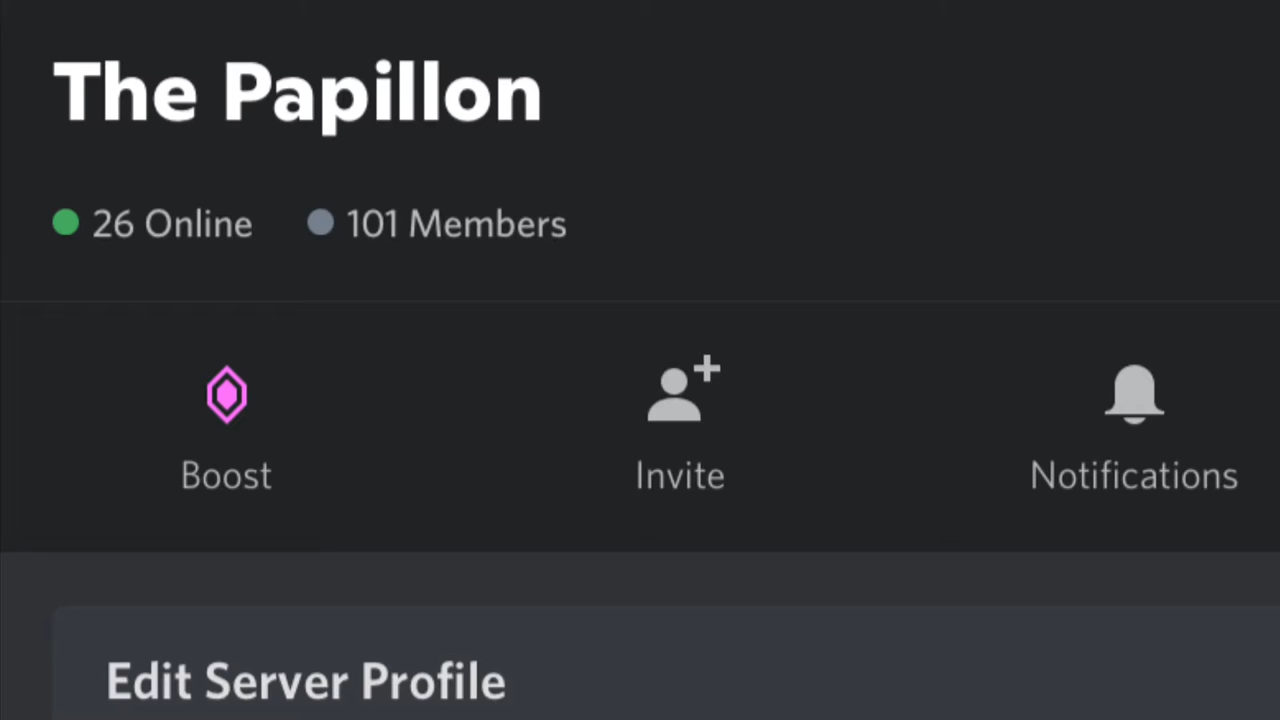 The Papillon
26 Online 101 Members
Boost Invite Notifications
Edit Server Profile